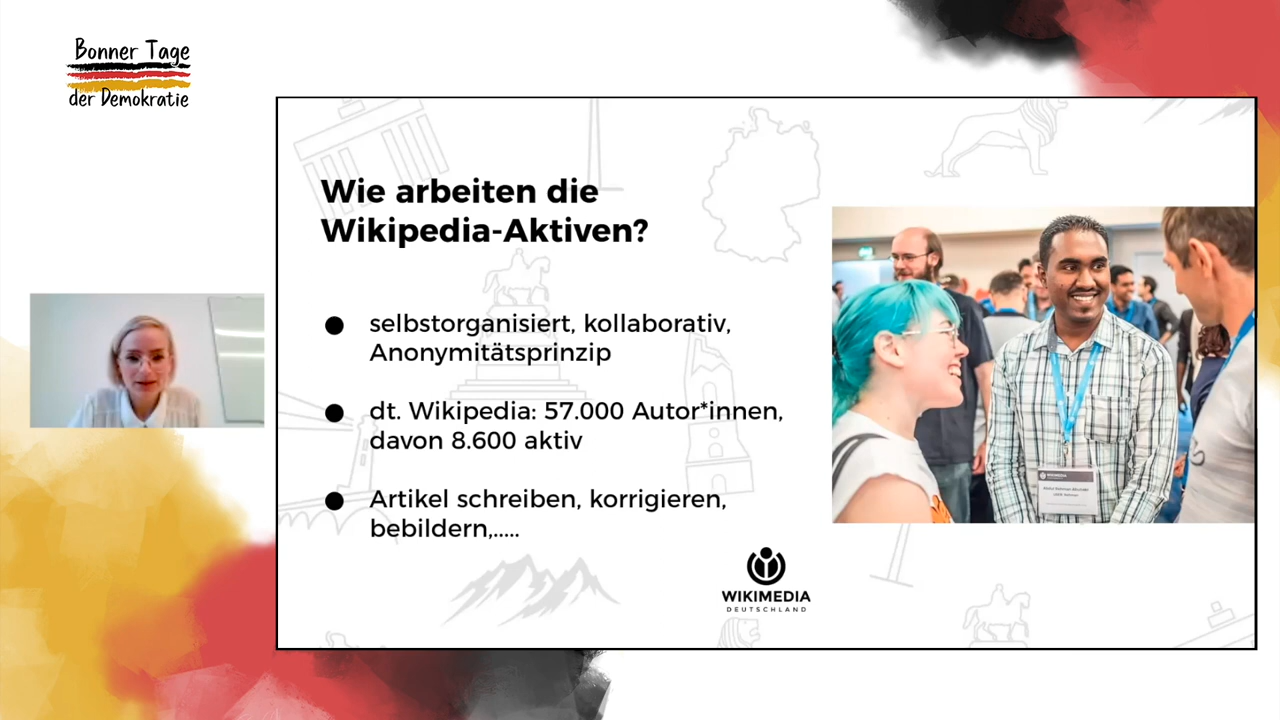 Bonner Tage
der Demokratie
Wie arbeiten die
Wikipedia-Aktiven?
● selbstorganisiert, kollaborativ,
Anonymitätsprinzip
● dt. Wikipedia: 57.000 Autor*innen,
davon 8.600 aktiv
● Artikel schreiben, korrigieren,
bebildern,.....
WIKIMEDIA
DEUTSCHLAND